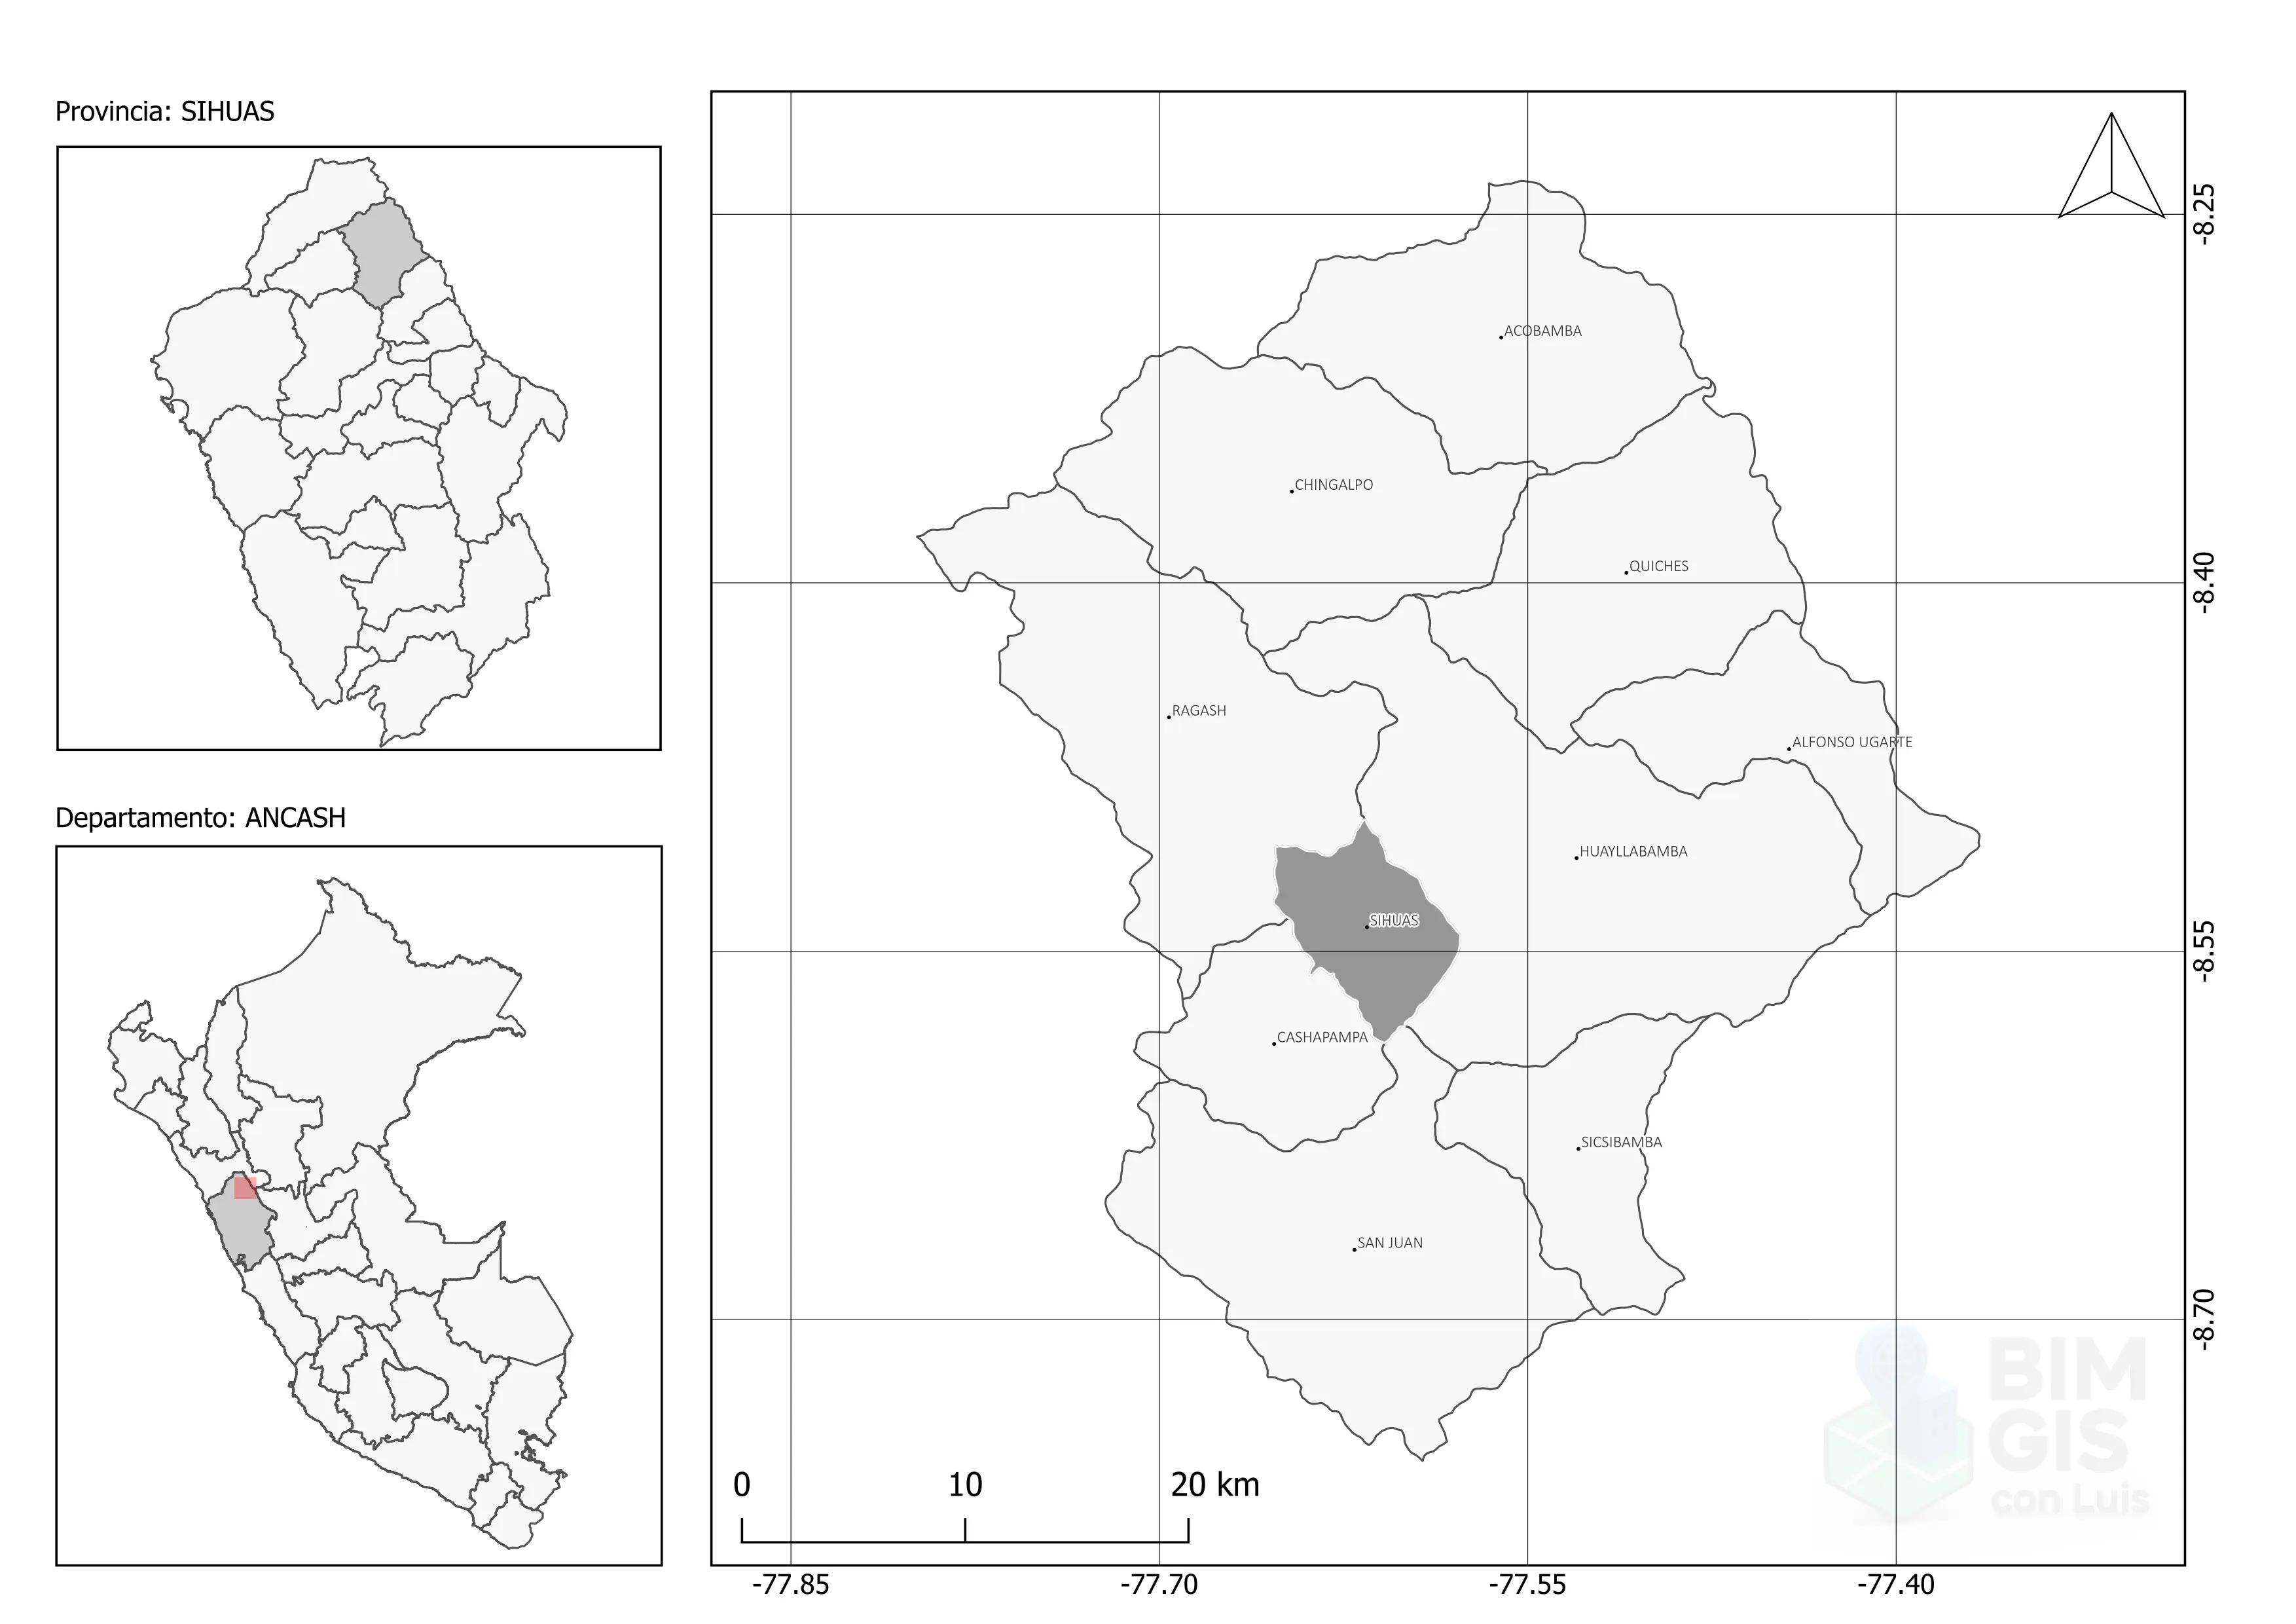 Provincia: SIHUAS
Departamento: ANCASH
ACOBAMBA
CHINGALPO
QUICHES
RAGASH
ALFONSO UGARTE
HUAYLLABAMBA
SIHUAS
CASHAPAMPA
SICSIBAMBA
SAN JUAN
-8.25
-8.40
-8.55
-8.70
BIM
GIS
con Luis
0 10 20 km
-77.85 -77.70 -77.55 -77.40